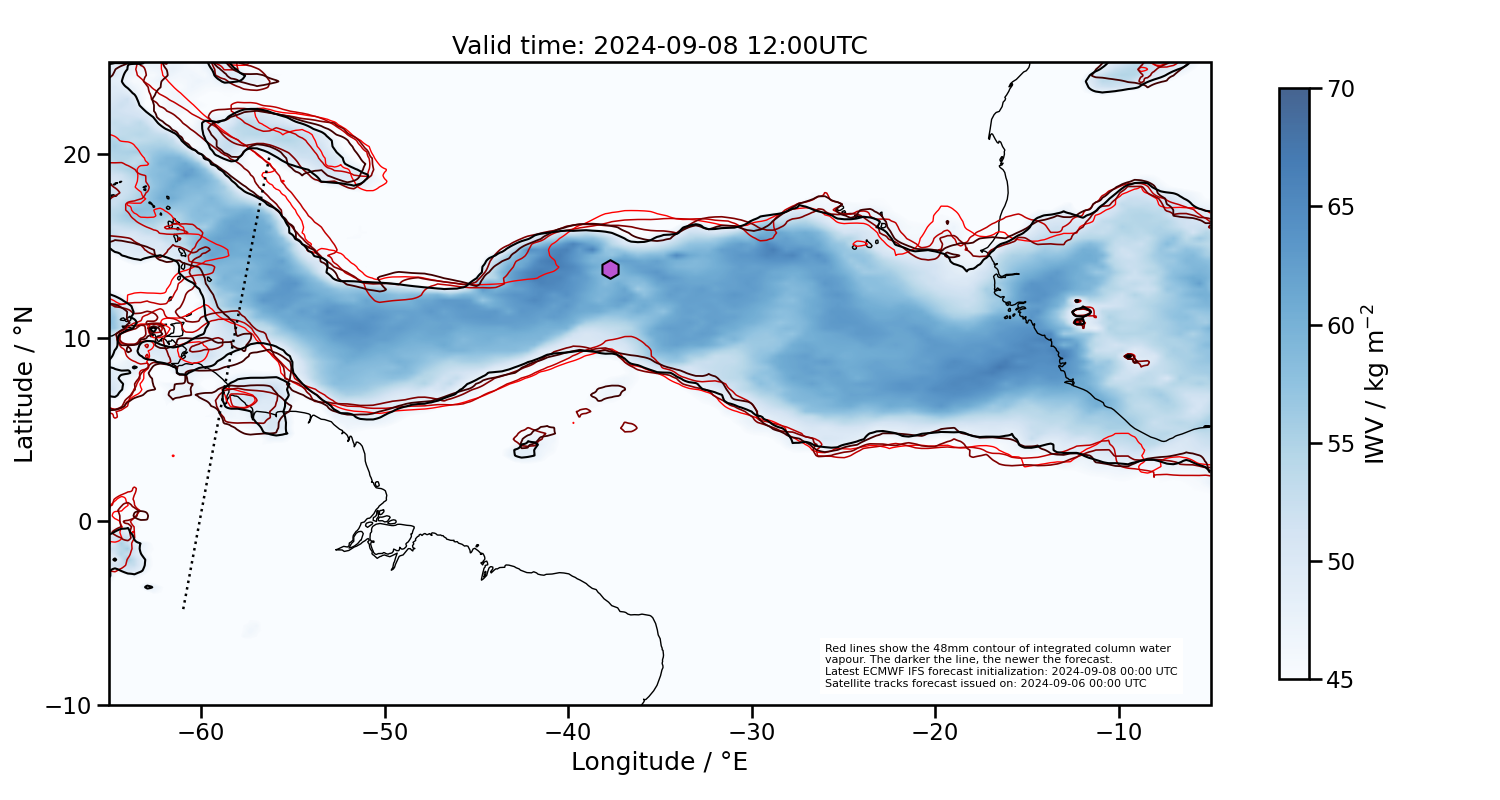 Valid time: 2024-09-08 12:00UTC
Latitude / °N
20
10
0
−10
−60
−50
−40
−30
−20
−10
Longitude / °E
Red lines show the 48mm contour of integrated column water
vapour. The darker the line, the newer the forecast.
Latest ECMWF IFS forecast initialization: 2024-09-08 00:00 UTC
Satellite tracks forecast issued on: 2024-09-06 00:00 UTC
70
65
60
55
50
45
IWV / kg m⁻²